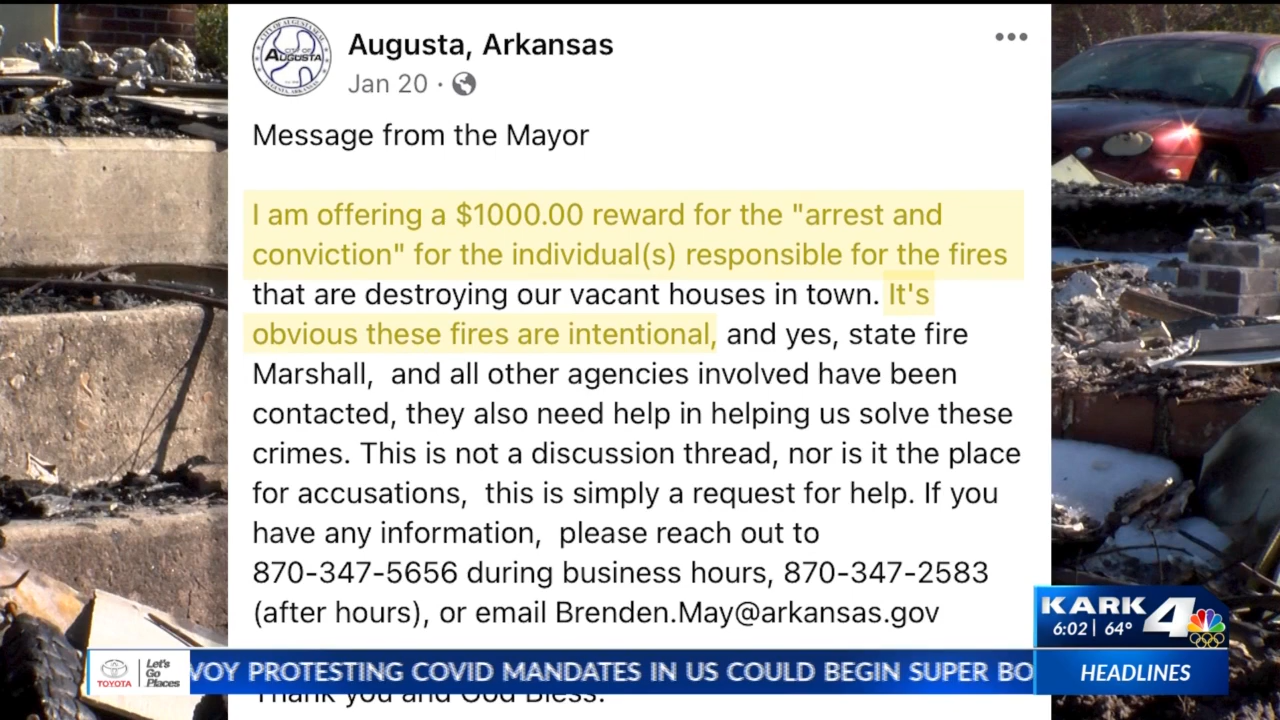 CITY OF
AUGUSTA
Augusta, Arkansas
Jan 20 ·
Message from the Mayor
I am offering a $1000.00 reward for the "arrest and
conviction" for the individual(s) responsible for the fires
that are destroying our vacant houses in town. It's
obvious these fires are intentional, and yes, state fire
Marshall,  and all other agencies involved have been
contacted, they also need help in helping us solve these
crimes. This is not a discussion thread, nor is it the place
for accusations,  this is simply a request for help. If you
have any information,  please reach out to
870-347-5656 during business hours, 870-347-2583
(after hours), or email Brenden.May@arkansas.gov
Thank you and God Bless!
KARK 4
6:02 | 64°
TOYOTA
Let's
Go
Places
VOY PROTESTING COVID MANDATES IN US COULD BEGIN SUPER BO
HEADLINES